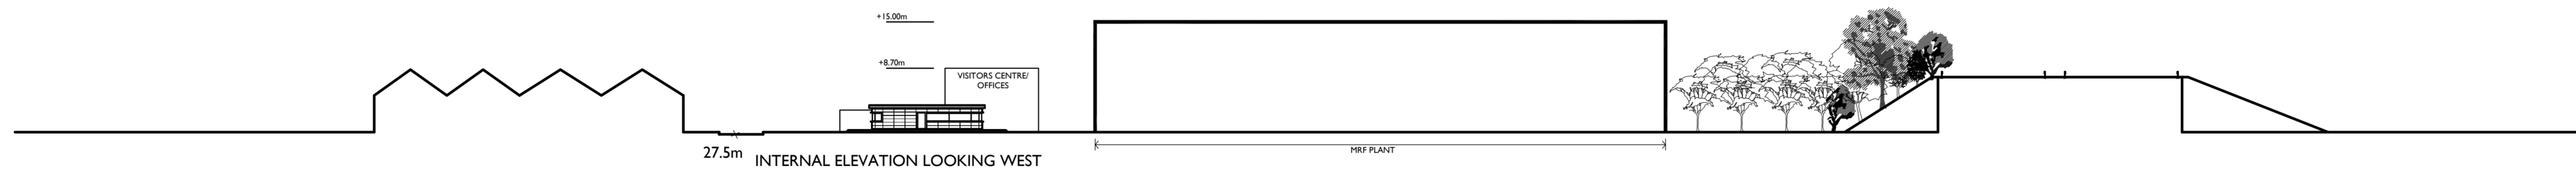 +15.00m
+8.70m
VISITORS CENTRE/
OFFICES
27.5m
INTERNAL ELEVATION LOOKING WEST
MRF PLANT